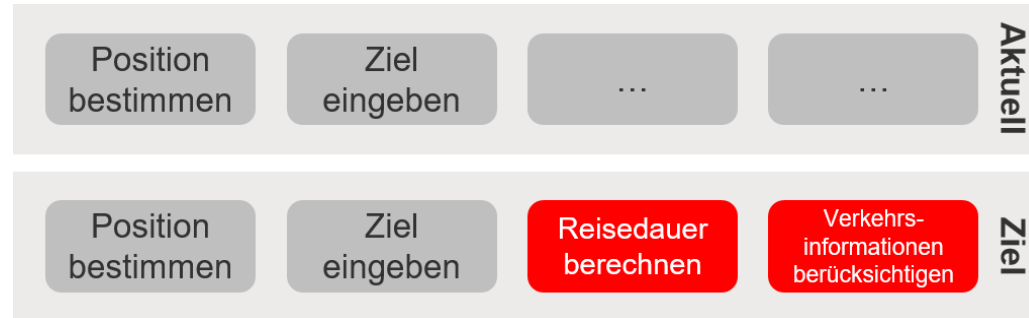 Position
bestimmen
Ziel
eingeben
...
...
Aktuell
Position
bestimmen
Ziel
eingeben
Reisedauer
berechnen
Verkehrs-
informationen
berücksichtigen
Ziel